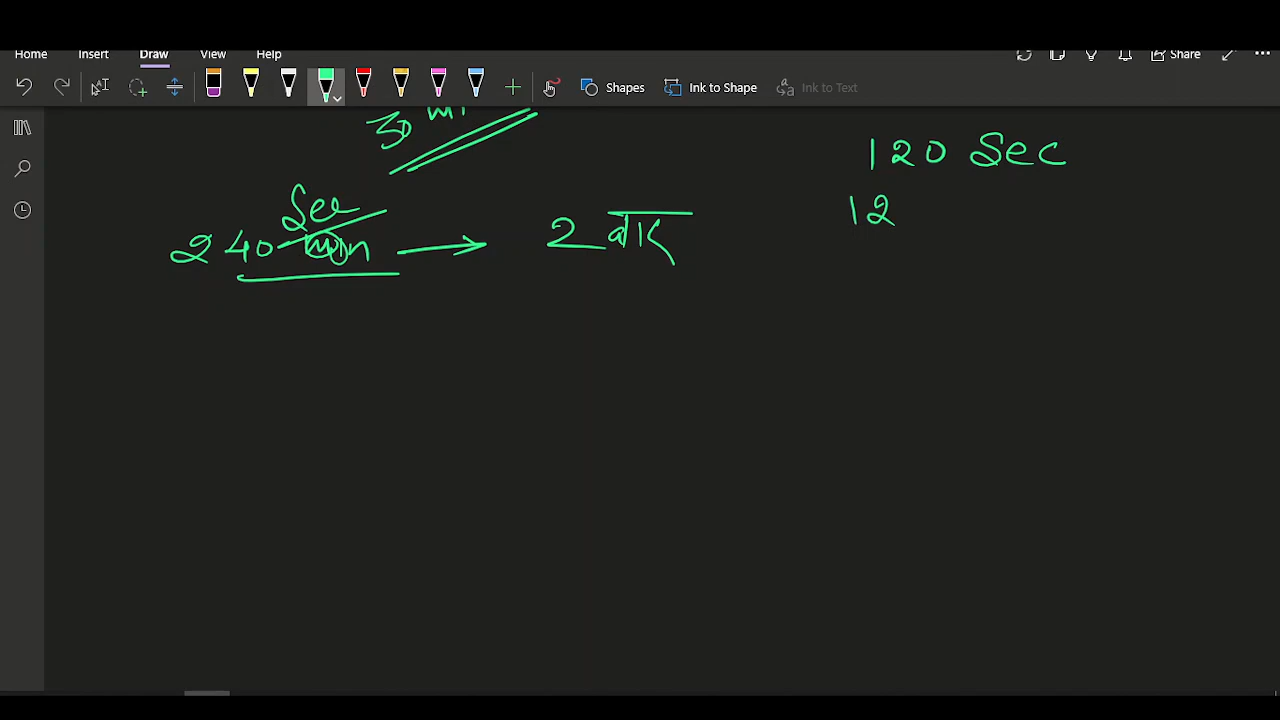 Home Insert Draw View Help Share
Shapes Ink to Shape Ink to Text
30
120 Sec
12
Sec
240 min → 2 वार